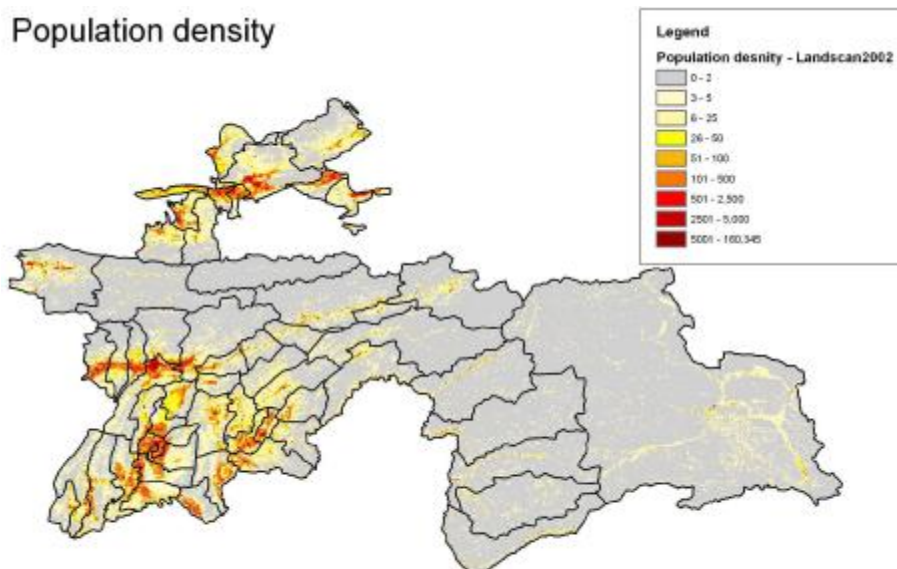 Population density
Legend
Population desnity - Landscan2002
0 - 2
3 - 5
6 - 25
26 - 50
51 - 100
101 - 500
501 - 2,500
2501 - 5,000
5001 - 160,345